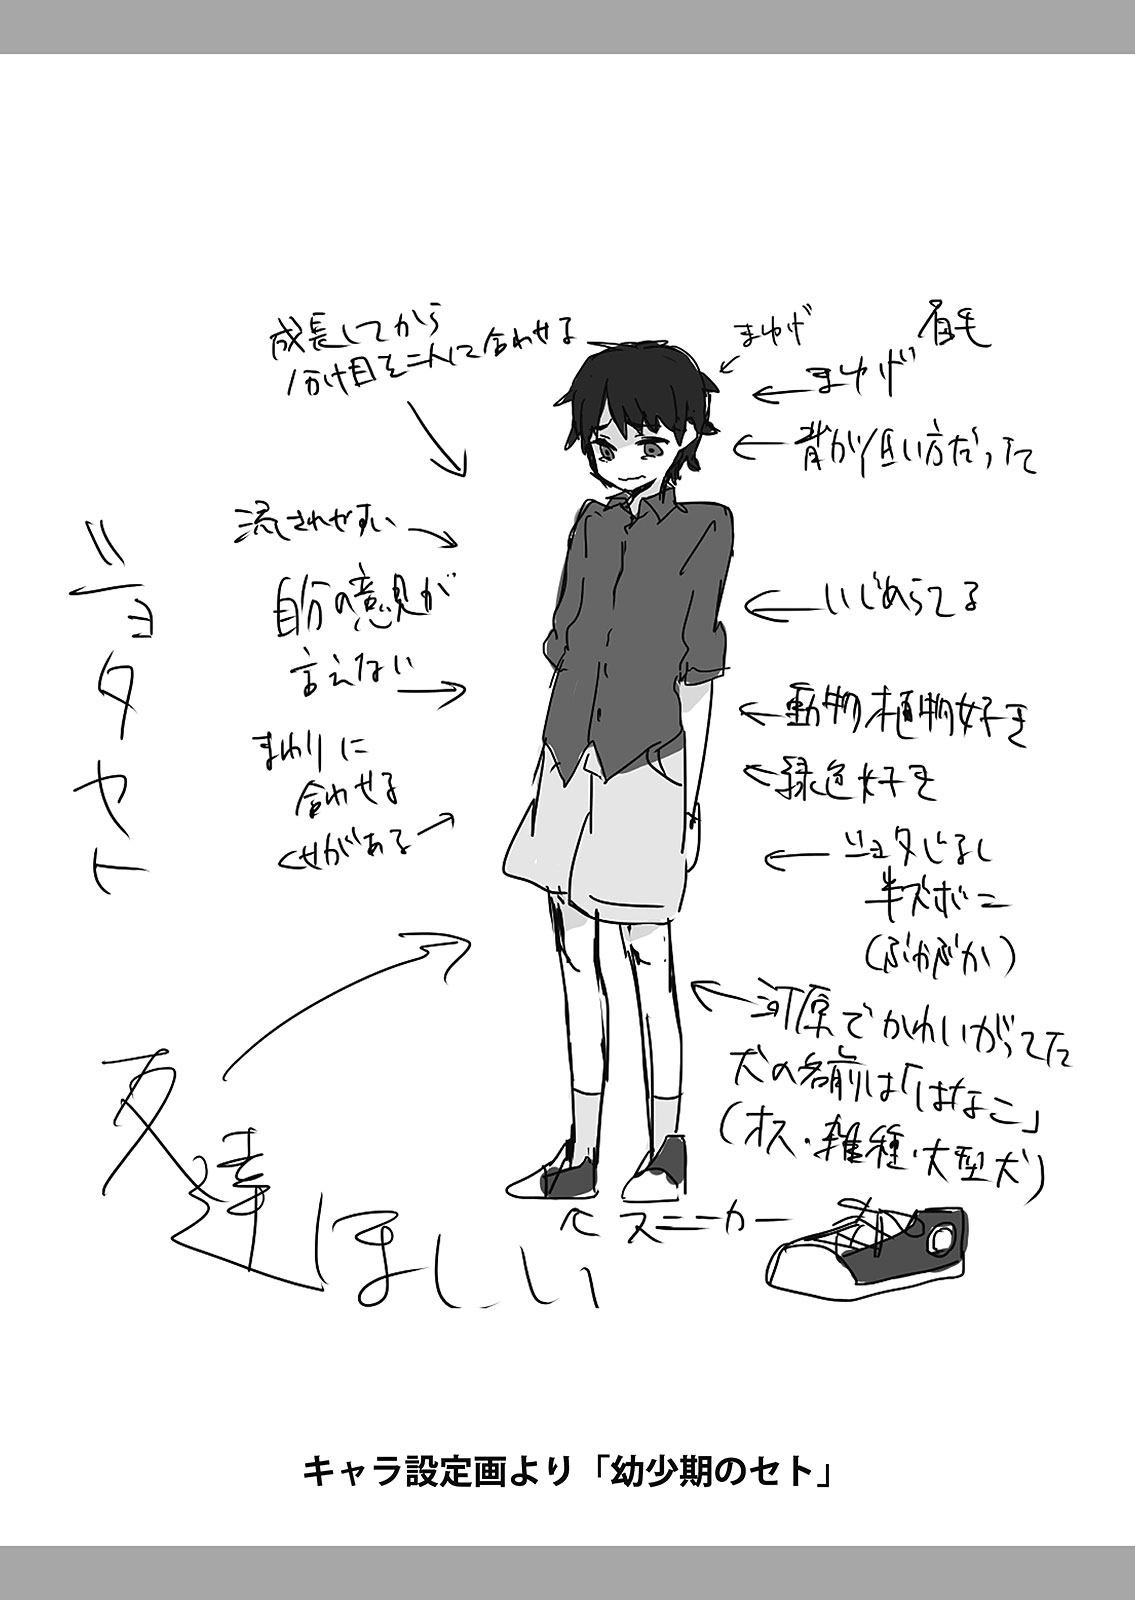 成長してから
分け目を二人に合わせる
まゆげ
眉毛
まゆげ
背が低い方だった
流されやすい
自分の意見が
言えない
まわりに
合わせる
くせがある
いじめられてる
動物植物好き
緑色好き
ショタじるし
半ズボン
(ぶかぶか)
河原でかわいがってた
犬の名前は「はなこ」
(オス・雑種・大型犬)
ショタセト
友達ほしい
スニーカー
キャラ設定画より「幼少期のセト」